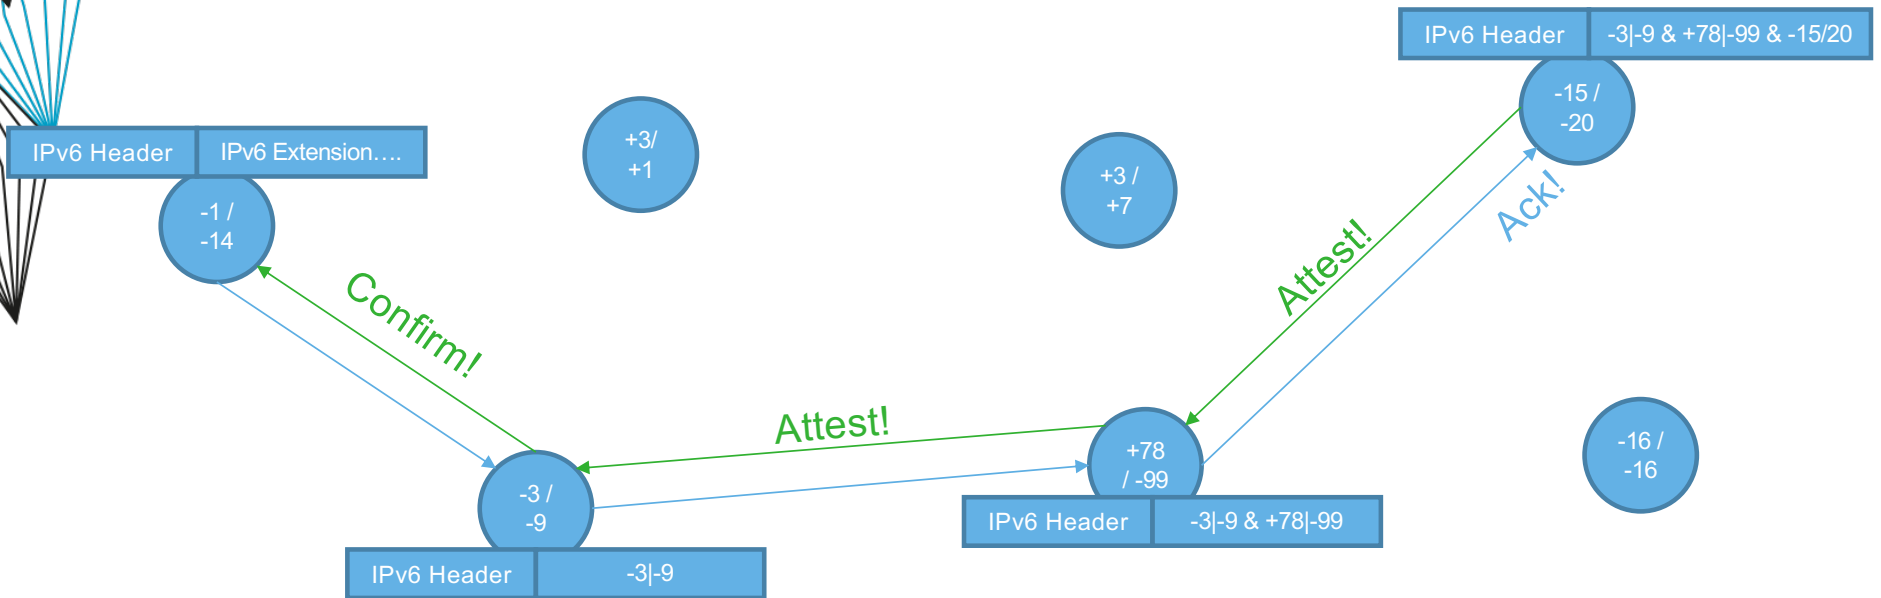 IPv6 Header -3|-9 & +78|-99 & -15/20
-15 /
-20
IPv6 Header IPv6 Extension….
-1 /
-14
+3/
+1
+3 /
+7
Ack!
Attest!
Confirm!
Attest!
-3 /
-9
+78
/ -99
-16 /
-16
IPv6 Header -3|-9 & +78|-99
IPv6 Header -3|-9